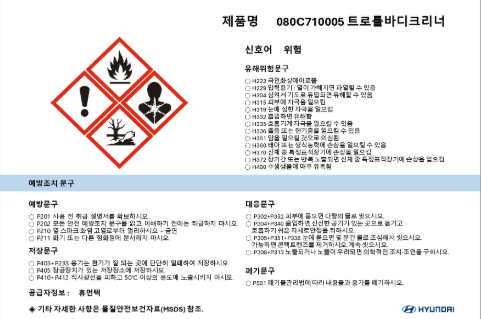 제품명 080C710005 트로틀바디크리너
신호어 위험
유해위험문구
○ H222 극인화성에어로졸
○ H229 압력용기 : 열이 가해지면 파열할 수 있음
○ H304 삼켜서 기도로 유입되면 유해할 수 있음
○ H315 피부에 자극을 일으킴
○ H319 눈에 심한 자극을 일으킴
○ H332 흡입하면 유해함
○ H335 호흡기계 자극을 일으킬 수 있음
○ H336 졸음 또는 현기증을 일으킬 수 있음
○ H351 암을 일으킬 것으로 의심됨
○ H360 태아 또는 생식능력에 손상을 일으킬 수 있음
○ H370 신체 중 특정표적장기에 손상을 일으킴
○ H372 장기간 또는 반복 노출되면 신체 중 특정표적장기에 손상을 일으킴
○ H400 수생생물에 매우 유독함
예방조치 문구
예방문구
○ P201 사용 전 취급 설명서를 확보하시오.
○ P202 모든 안전 예방조치 문구를 읽고 이해하기 전에는 취급하지 마시오.
○ P210 열·스파크·화염·고열로부터 멀리하시오 - 금연
○ P211 화기 또는 다른 점화원에 분사하지 마시오
저장문구
○ P403+P233 용기는 환기가 잘 되는 곳에 단단히 밀폐하여 저장하시오.
○ P405 잠금장치가 있는 저장장소에 저장하시오
○ P410+P412 직사광선을 피하고 50℃ 이상의 온도에 노출시키지 마시오.
공급자정보 : 휴먼텍
◈ 기타 자세한 사항은 물질안전보건자료(MSDS) 참조.
대응문구
○ P302+P352 피부에 묻으면 다량의 물로 씻으시오.
○ P304+P340 흡입하면 신선한 공기가 있는 곳으로 옮기고
호흡하기 쉬운 자세로 안정을 취하시오.
○ P305+P351+P338 눈에 묻으면 몇 분간 물로 조심해서 씻으시오.
가능하면 콘택트렌즈를 제거하시오. 계속 씻으시오.
○ P308+P313 노출되거나 노출이 우려되면 의학적인 조치·조언을 구하시오.
폐기문구
○ P501 폐기물관리법에 따라 내용물과 용기를 폐기하시오.
HYUNDAI